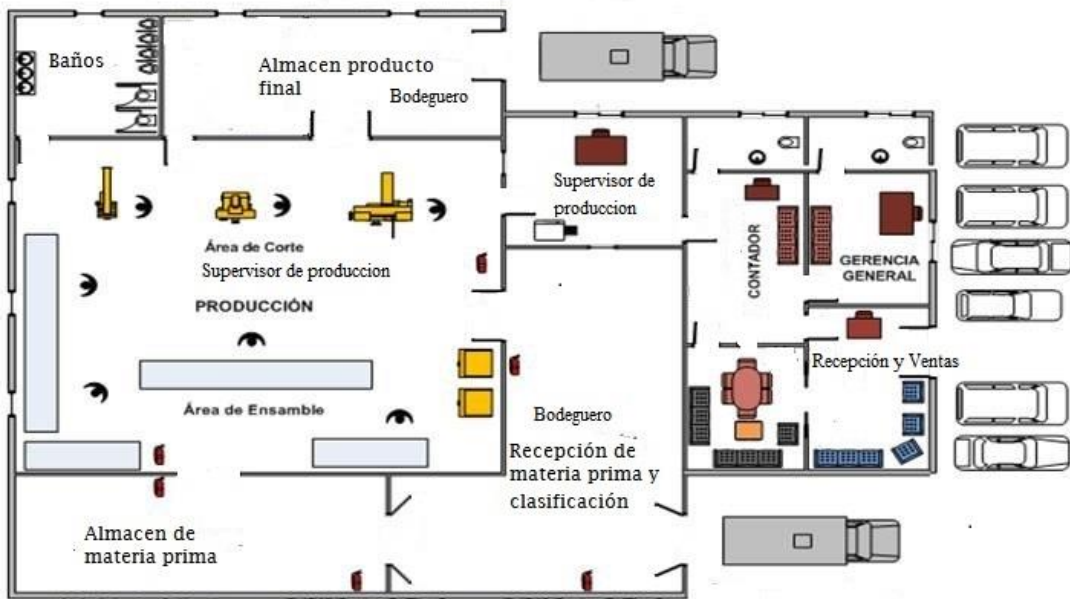 Baños
Almacen producto
final
Bodeguero
Supervisor de
produccion
Área de Corte
Supervisor de produccion
PRODUCCIÓN
CONTADOR
GERENCIA
GENERAL
Recepción y Ventas
Área de Ensamble
Bodeguero
Recepción de
materia prima y
clasificación
Almacen de
materia prima